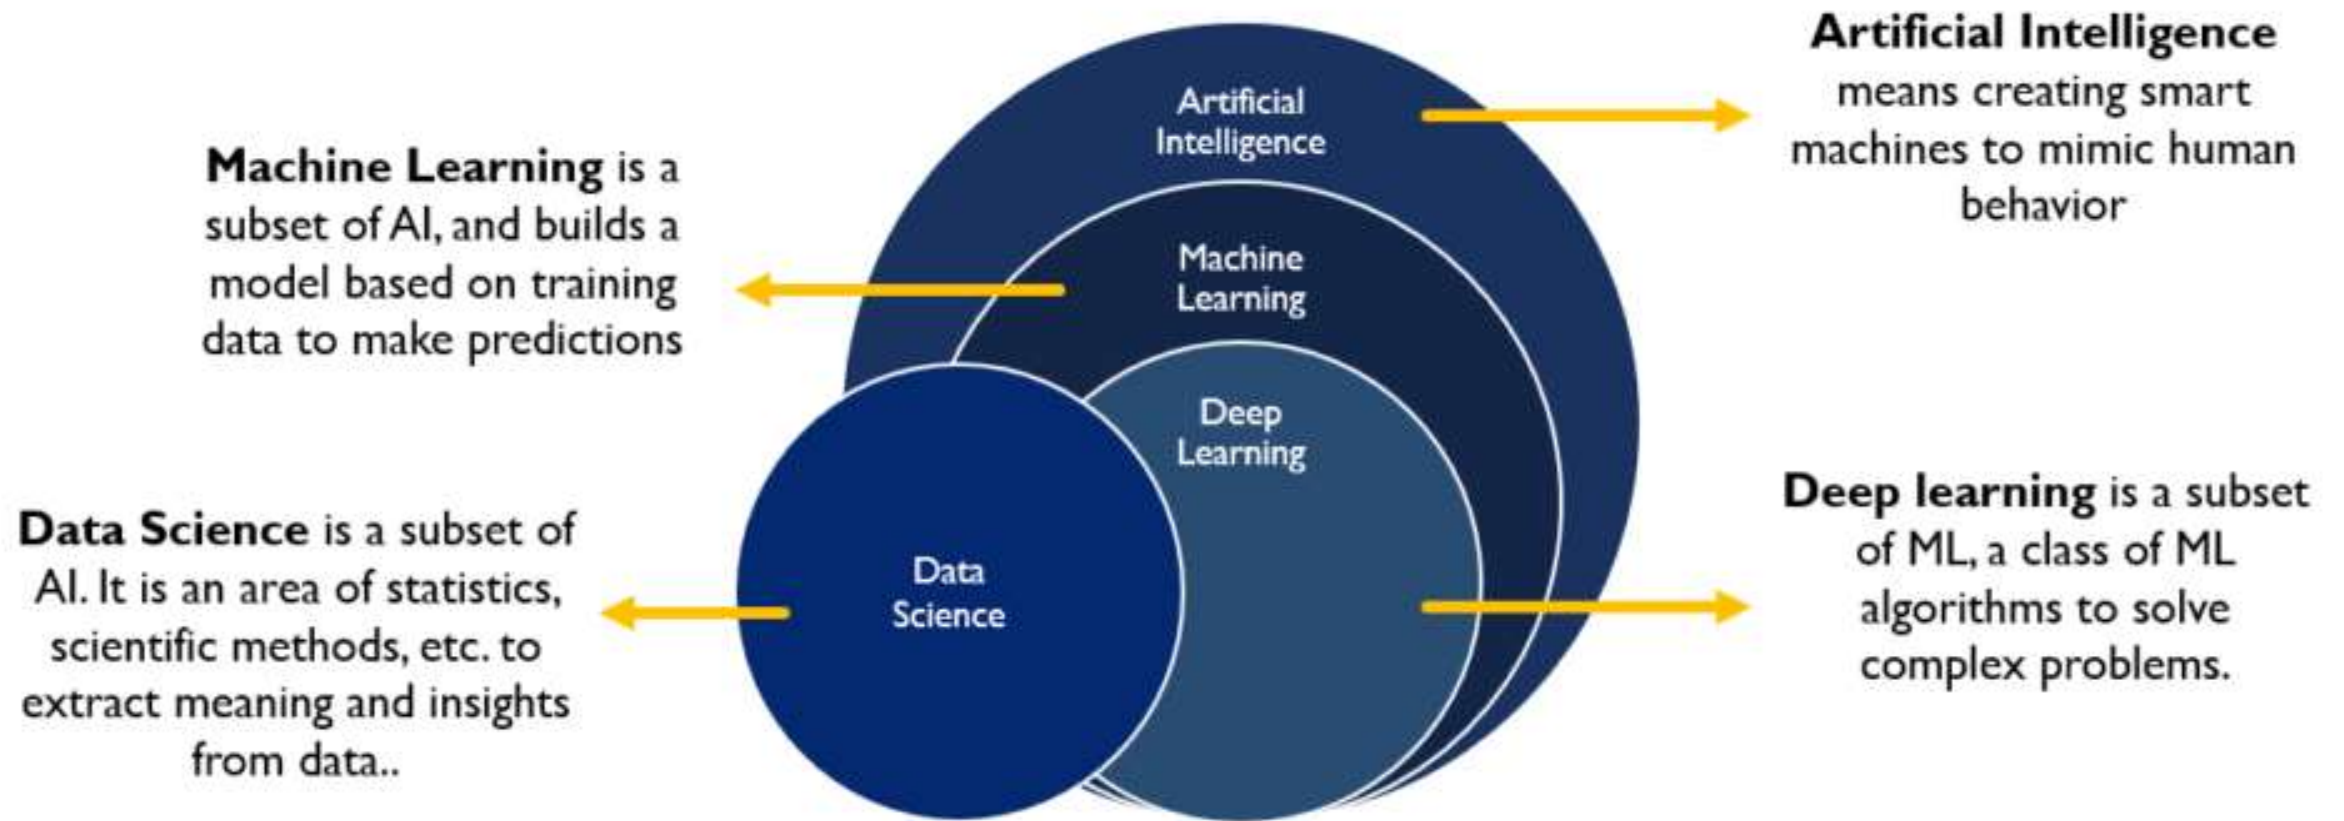 Artificial Intelligence
means creating smart
machines to mimic human
behavior
Artificial
Intelligence
Machine Learning is a
subset of AI, and builds a
model based on training
data to make predictions
Machine
Learning
Deep
Learning
Data Science is a subset of
AI. It is an area of statistics,
scientific methods, etc. to
extract meaning and insights
from data..
Data
Science
Deep learning is a subset
of ML, a class of ML
algorithms to solve
complex problems.